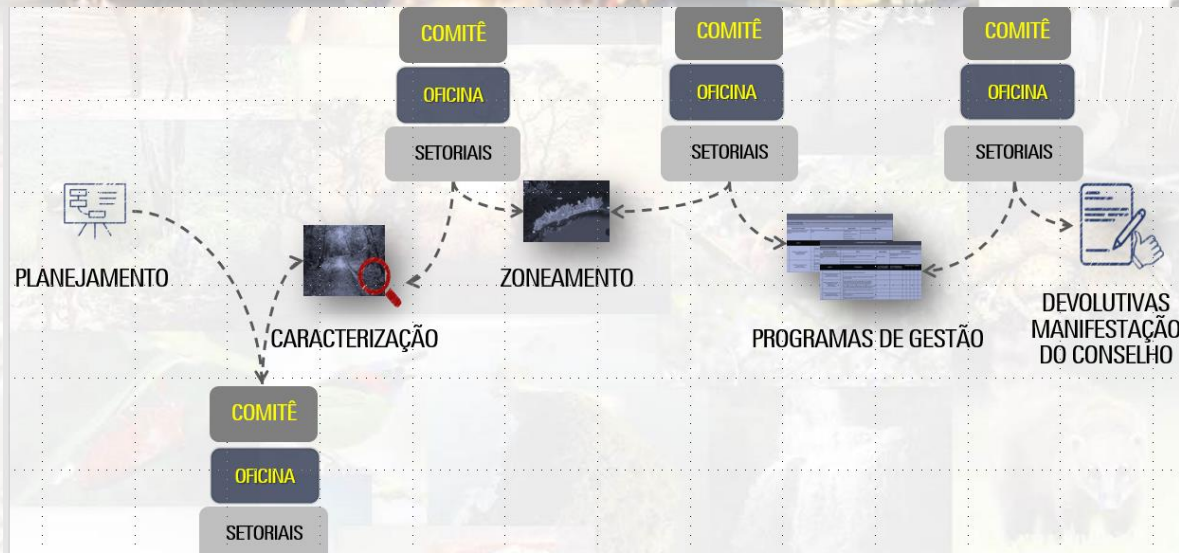 COMITÊ
OFICINA
SETORIAIS
COMITÊ
OFICINA
SETORIAIS
COMITÊ
OFICINA
SETORIAIS
PLANEJAMENTO
CARACTERIZAÇÃO
ZONEAMENTO
PROGRAMAS DE GESTÃO
DEVOLUTIVAS
MANIFESTAÇÃO
DO CONSELHO
COMITÊ
OFICINA
SETORIAIS